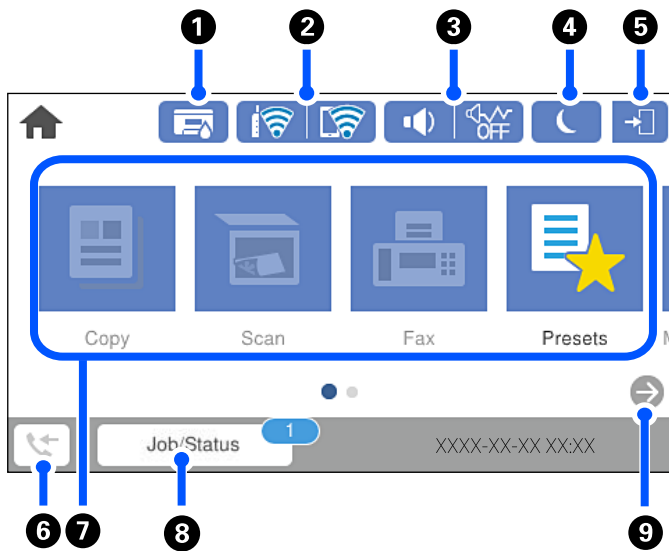 1 2 3 4 5
OFF
Copy Scan Fax Presets
Job/Status 1 XXXX-XX-XX XX:XX
6 7 8 9